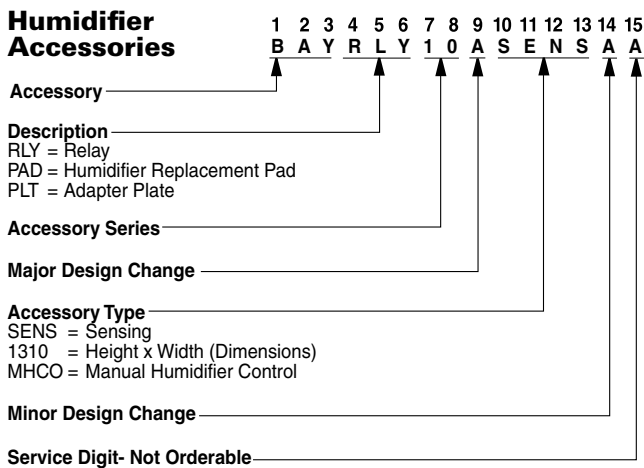 Humidifier
Accessories
1 2 3 4 5 6 7 8 9 10 11 12 13 14 15
B A Y R L Y 1 0 A S E N S A A
Accessory
Description
RLY = Relay
PAD = Humidifier Replacement Pad
PLT = Adapter Plate
Accessory Series
Major Design Change
Accessory Type
SENS = Sensing
1310 = Height x Width (Dimensions)
MHCO = Manual Humidifier Control
Minor Design Change
Service Digit- Not Orderable